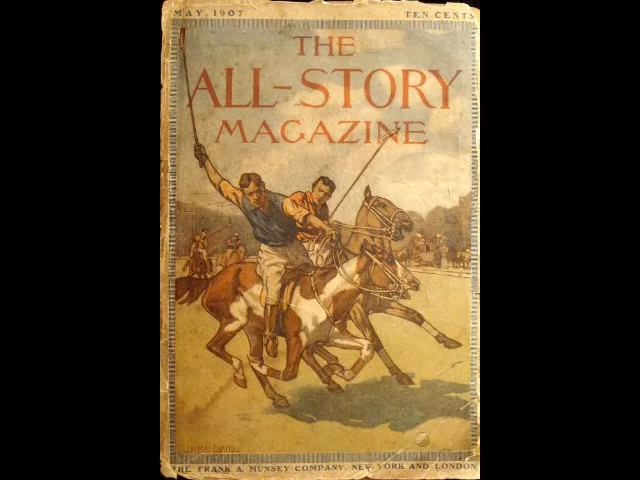 MAY, 1907 TEN CENTS
THE
ALL-STORY
MAGAZINE
THE FRANK A. MUNSEY COMPANY, NEW YORK AND LONDON